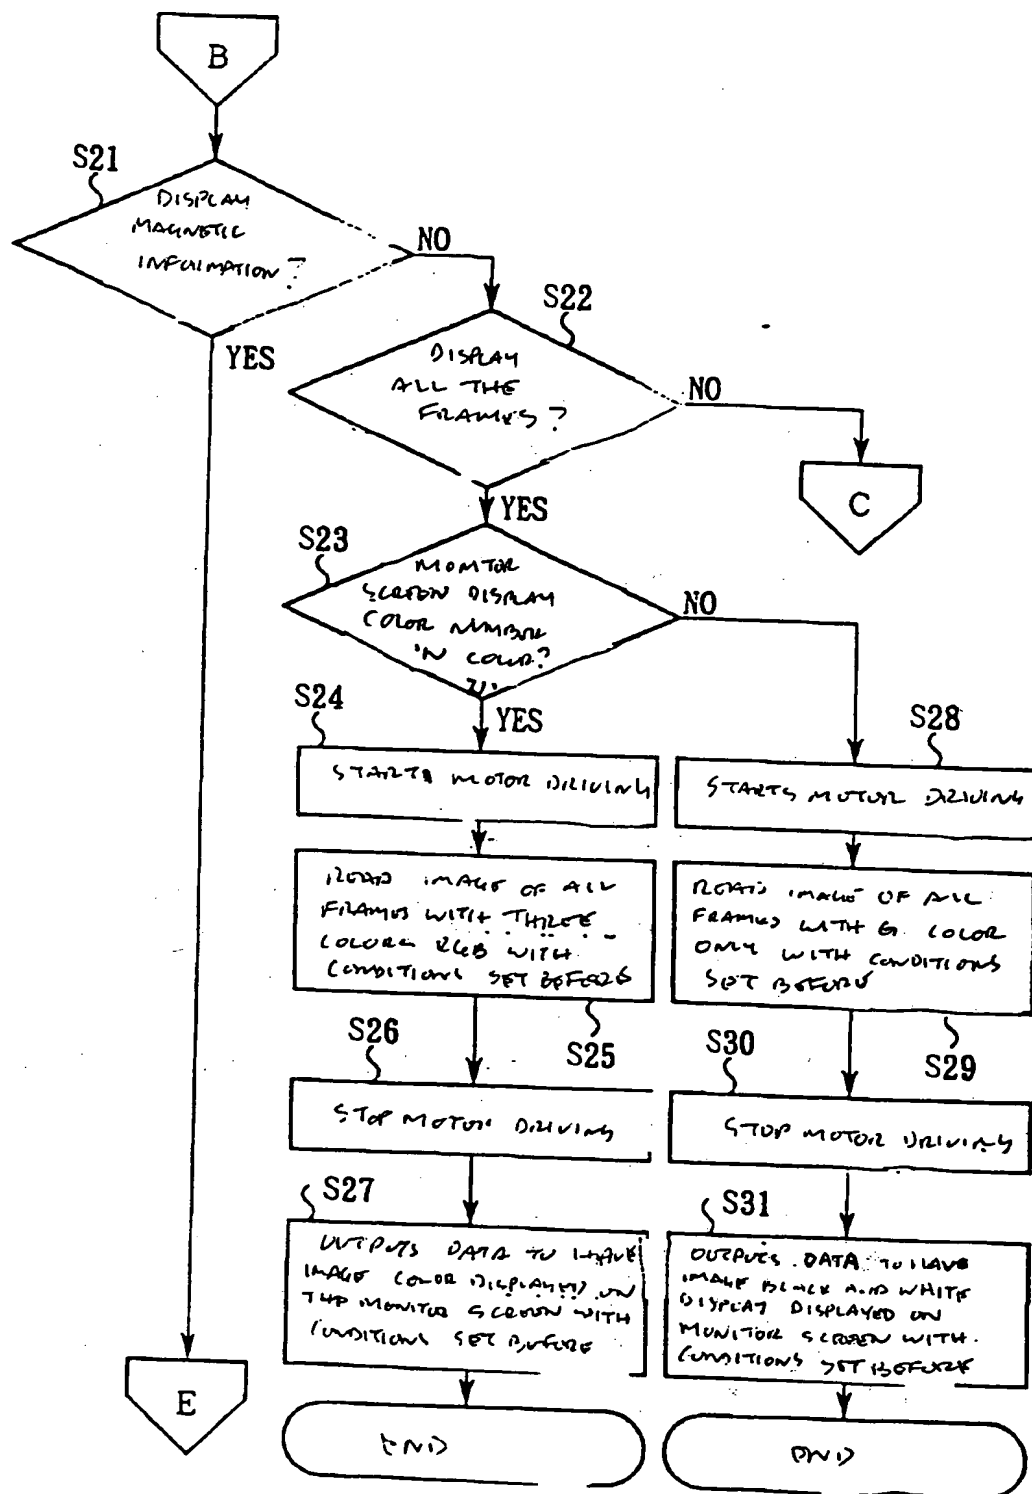 B
S21
DISPLAY
MAGNETIC
INFORMATION?
NO
YES
S22
DISPLAY
ALL THE
FRAMES?
NO
C
YES
S23
MONITOR
SCREEN DISPLAY
COLOR NUMBER
IN COLOR?
NO
YES
S24
STARTS MOTOR DRIVING
S28
STARTS MOTOR DRIVING
READ IMAGE OF ALL
FRAMES WITH THREE
COLORS RGB WITH
CONDITIONS SET BEFORE
S25
READ IMAGE OF ALL
FRAMES WITH G COLOR
ONLY WITH CONDITIONS
SET BEFORE
S29
S26
STOP MOTOR DRIVING
S30
STOP MOTOR DRIVING
S27
OUTPUTS DATA TO HAVE
IMAGE COLOR DISPLAYED ON
THE MONITOR SCREEN WITH
CONDITIONS SET BEFORE
S31
OUTPUTS DATA TO HAVE
IMAGE BLACK AND WHITE
DISPLAY DISPLAYED ON
MONITOR SCREEN WITH
CONDITIONS SET BEFORE
E
END
END